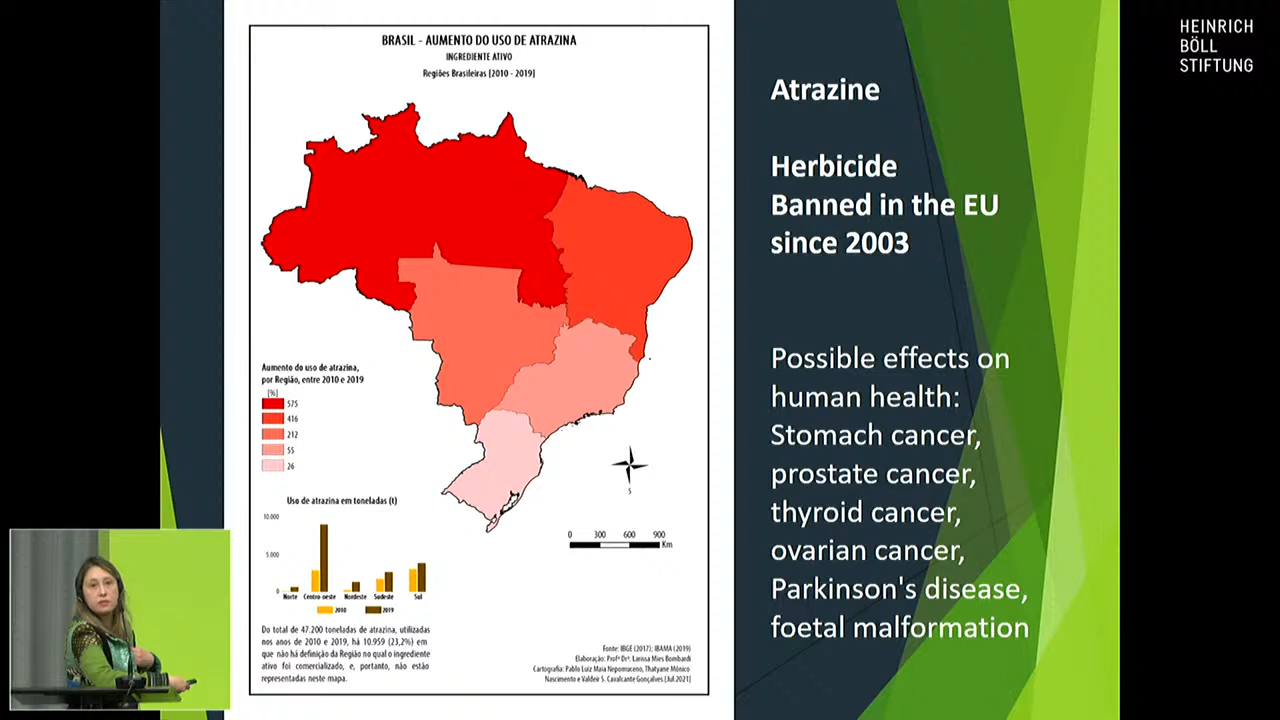 BRASIL - AUMENTO DO USO DE ATRAZINA
INGREDIENTE ATIVO
Regiões Brasileiras [2010 - 2019]
Aumento do uso de atrazina,
por Região, entre 2010 e 2019
[%]
575
416
212
55
26
S
0 300 600 900
Km
Uso de atrazina em toneladas (t)
10.000
5.000
0
Norte Centro-oeste Nordeste Sudeste Sul
2010 2019
Do total de 47.200 toneladas de atrazina, utilizadas
nos anos de 2010 e 2019, há 10.959 (23,2%) em
que não há definição da Região no qual o ingrediente
ativo foi comercializado, e, portanto, não estão
representadas neste mapa.
Fonte: IBGE (2017); IBAMA (2019)
Elaboração: Profª Drª. Larissa Mies Bombardi
Cartografia: Pablo Luiz Maia Nepomuceno, Thatyane Mônico
Nascimento e Valdeir S. Cavalcante Gonçalves [Jul.2021]
Atrazine
Herbicide
Banned in the EU
since 2003
Possible effects on
human health:
Stomach cancer,
prostate cancer,
thyroid cancer,
ovarian cancer,
Parkinson's disease,
foetal malformation
HEINRICH
BÖLL
STIFTUNG